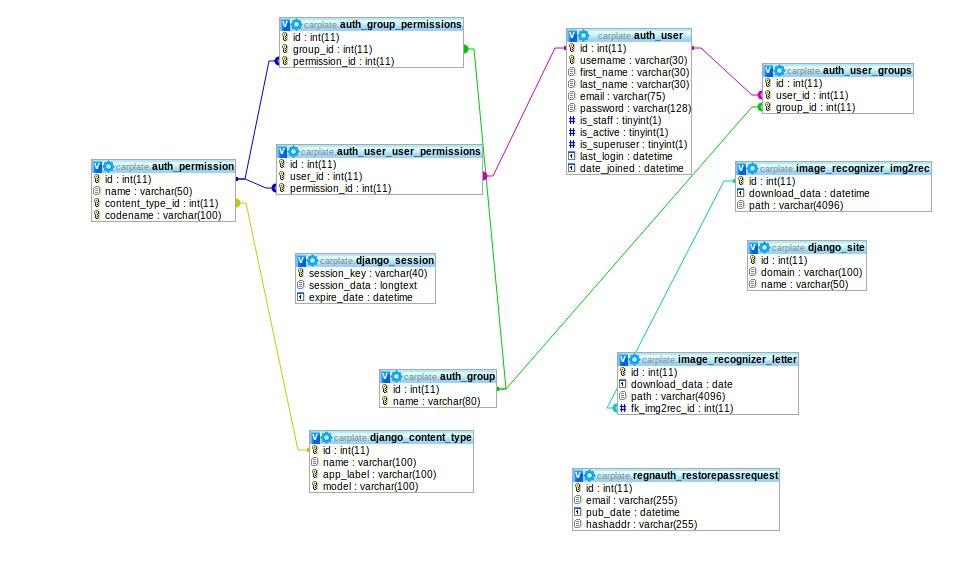 carplate auth_group_permissions
id : int(11)
group_id : int(11)
permission_id : int(11)
carplate auth_user
id : int(11)
username : varchar(30)
first_name : varchar(30)
last_name : varchar(30)
email : varchar(75)
password : varchar(128)
is_staff : tinyint(1)
is_active : tinyint(1)
is_superuser : tinyint(1)
last_login : datetime
date_joined : datetime
carplate auth_user_groups
id : int(11)
user_id : int(11)
group_id : int(11)
carplate auth_permission
id : int(11)
name : varchar(50)
content_type_id : int(11)
codename : varchar(100)
carplate auth_user_user_permissions
id : int(11)
user_id : int(11)
permission_id : int(11)
carplate image_recognizer_img2rec
id : int(11)
download_data : datetime
path : varchar(4096)
carplate django_session
session_key : varchar(40)
session_data : longtext
expire_date : datetime
carplate django_site
id : int(11)
domain : varchar(100)
name : varchar(50)
carplate auth_group
id : int(11)
name : varchar(80)
carplate image_recognizer_letter
id : int(11)
download_data : date
path : varchar(4096)
fk_img2rec_id : int(11)
carplate django_content_type
id : int(11)
name : varchar(100)
app_label : varchar(100)
model : varchar(100)
carplate regnauth_restorepassrequest
id : int(11)
email : varchar(255)
pub_date : datetime
hashaddr : varchar(255)